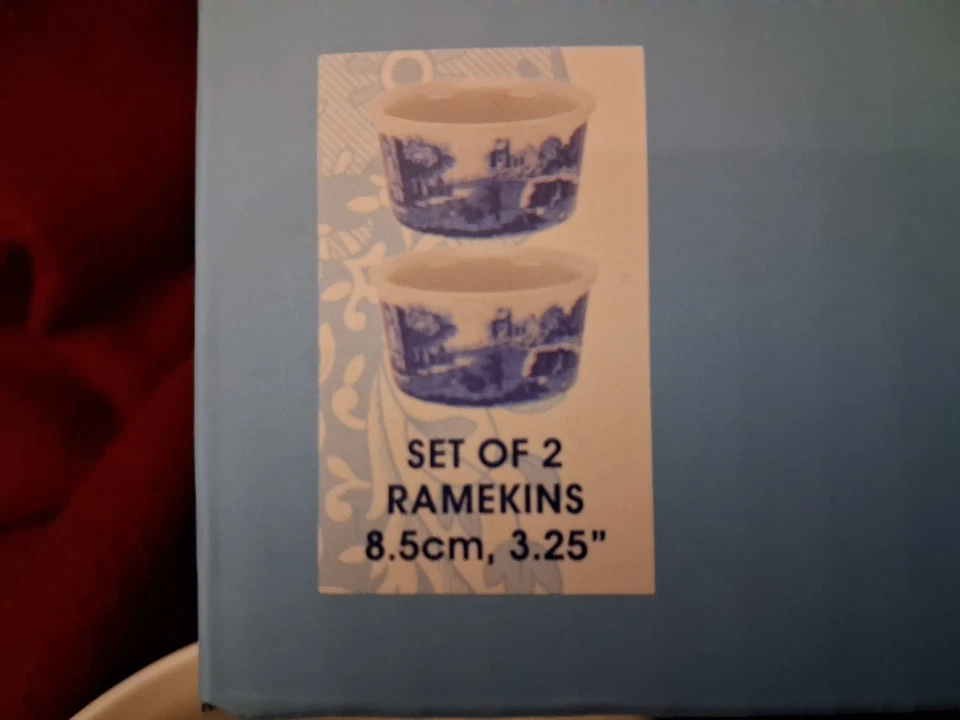 SET OF 2
RAMEKINS
8.5cm, 3.25”